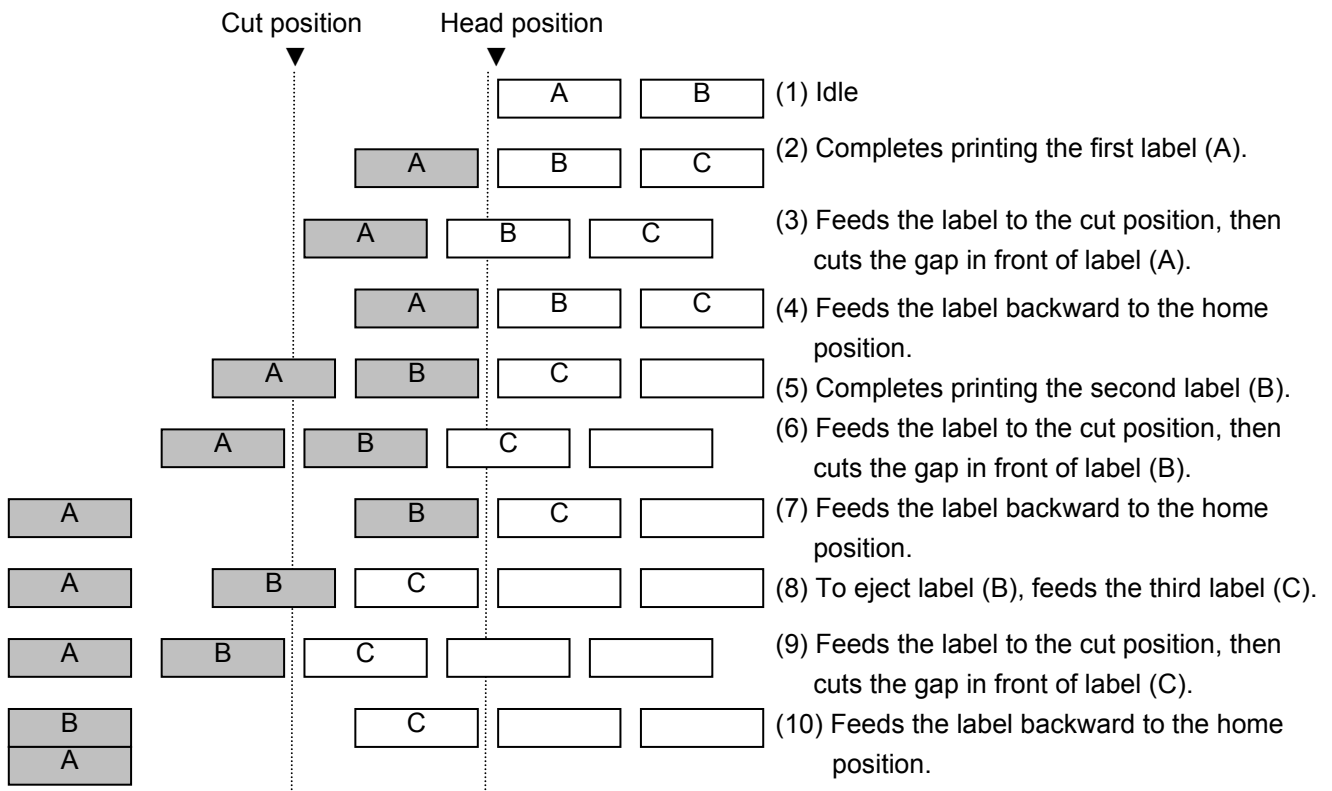 Cut position Head position
▼ ▼
A B (1) Idle
A B C (2) Completes printing the first label (A).
A B C (3) Feeds the label to the cut position, then
cuts the gap in front of label (A).
A B C (4) Feeds the label backward to the home
position.
A B C (5) Completes printing the second label (B).
A B C (6) Feeds the label to the cut position, then
cuts the gap in front of label (B).
A B C (7) Feeds the label backward to the home
position.
A B C (8) To eject label (B), feeds the third label (C).
A B C (9) Feeds the label to the cut position, then
cuts the gap in front of label (C).
B C (10) Feeds the label backward to the home
A position.